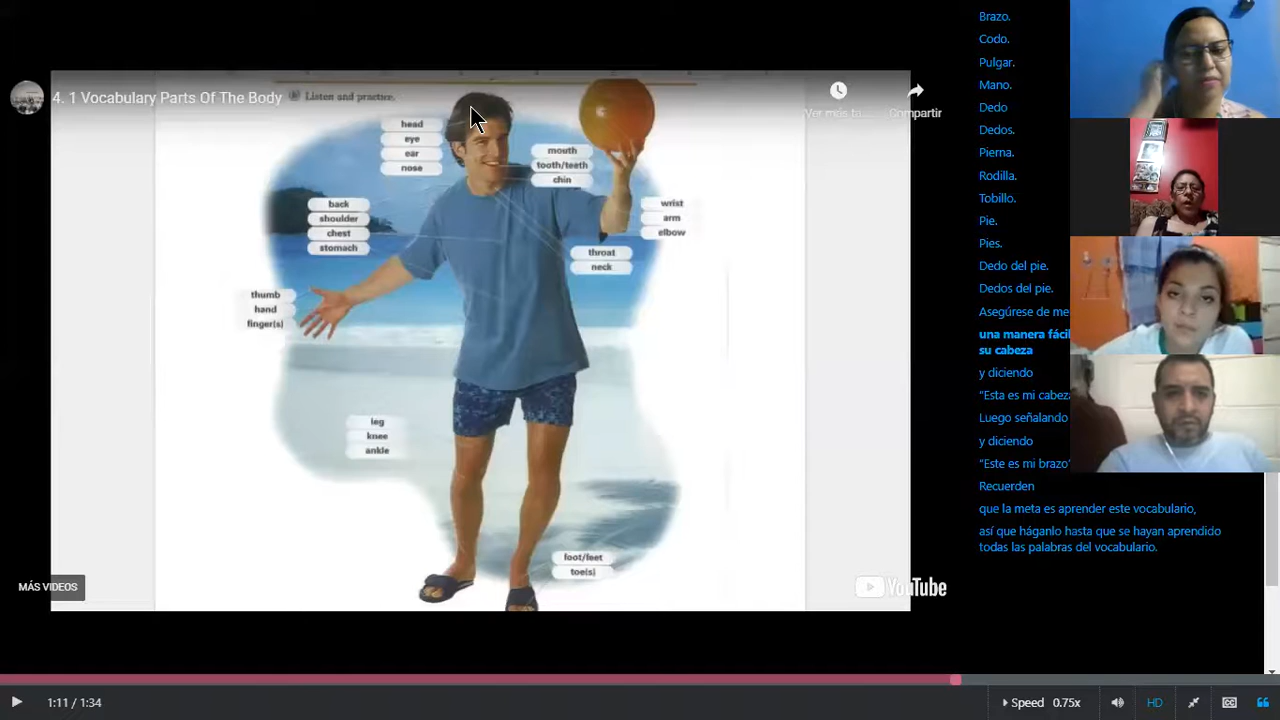 4. 1 Vocabulary Parts Of The Body
Listen and practice.
Ver más ta...
Compartir
head
eye
ear
nose
mouth
tooth/teeth
chin
back
shoulder
chest
stomach
wrist
arm
elbow
throat
neck
thumb
hand
finger(s)
leg
knee
ankle
foot/feet
toe(s)
MÁS VIDEOS
YouTube
Brazo.
Codo.
Pulgar.
Mano.
Dedo
Dedos.
Pierna.
Rodilla.
Tobillo.
Pie.
Pies.
Dedo del pie.
Dedos del pie.
Asegúrese de me
una manera fácil
su cabeza
y diciendo
"Esta es mi cabeza
Luego señalando
y diciendo
"Este es mi brazo"
Recuerden
que la meta es aprender este vocabulario,
así que háganlo hasta que se hayan aprendido
todas las palabras del vocabulario.
1:11 / 1:34
Speed 0.75x
HD
CC